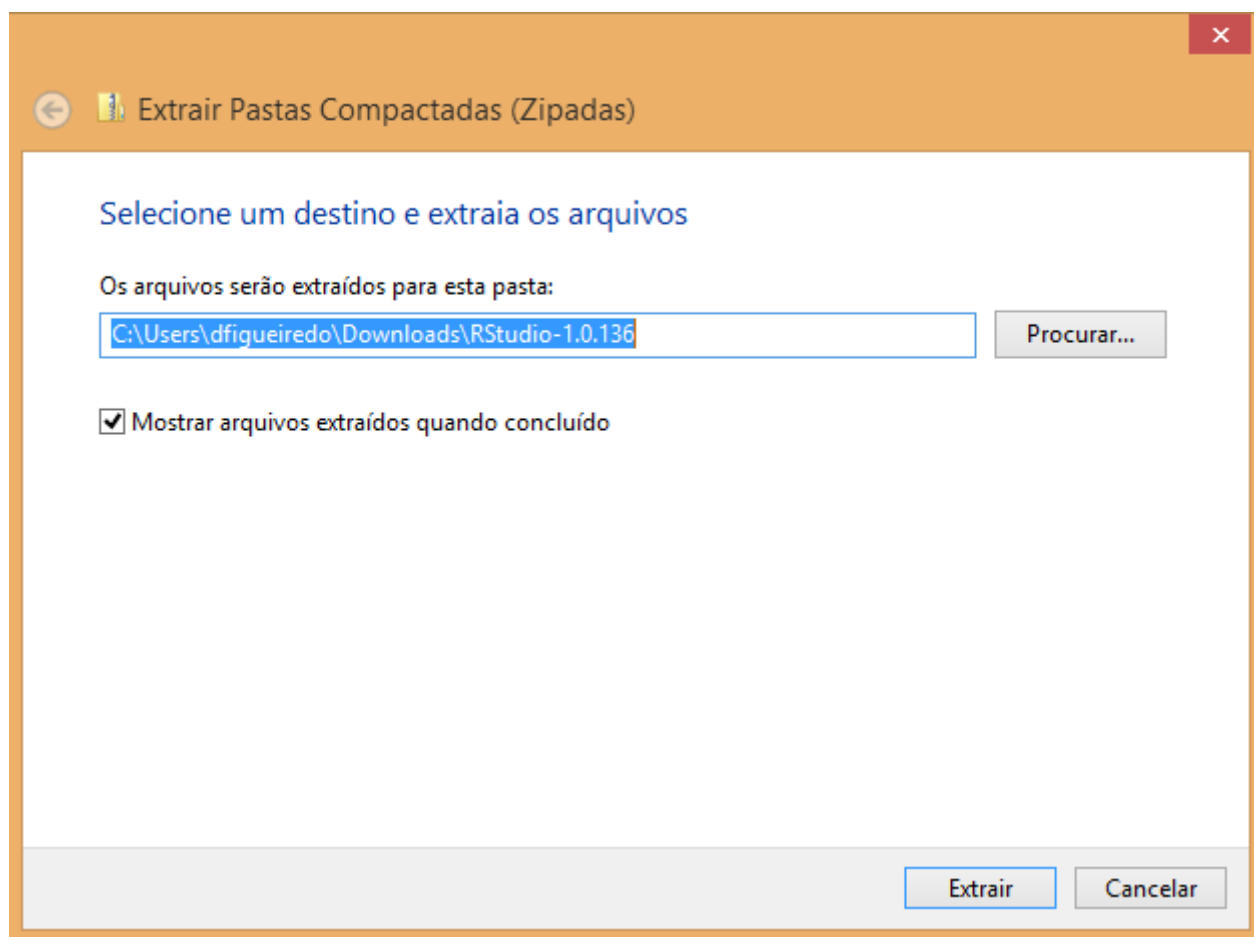 Extrair Pastas Compactadas (Zipadas)
Selecione um destino e extraia os arquivos
Os arquivos serão extraídos para esta pasta:
C:\Users\dfigueiredo\Downloads\RStudio-1.0.136
Procurar...
Mostrar arquivos extraídos quando concluído
Extrair
Cancelar